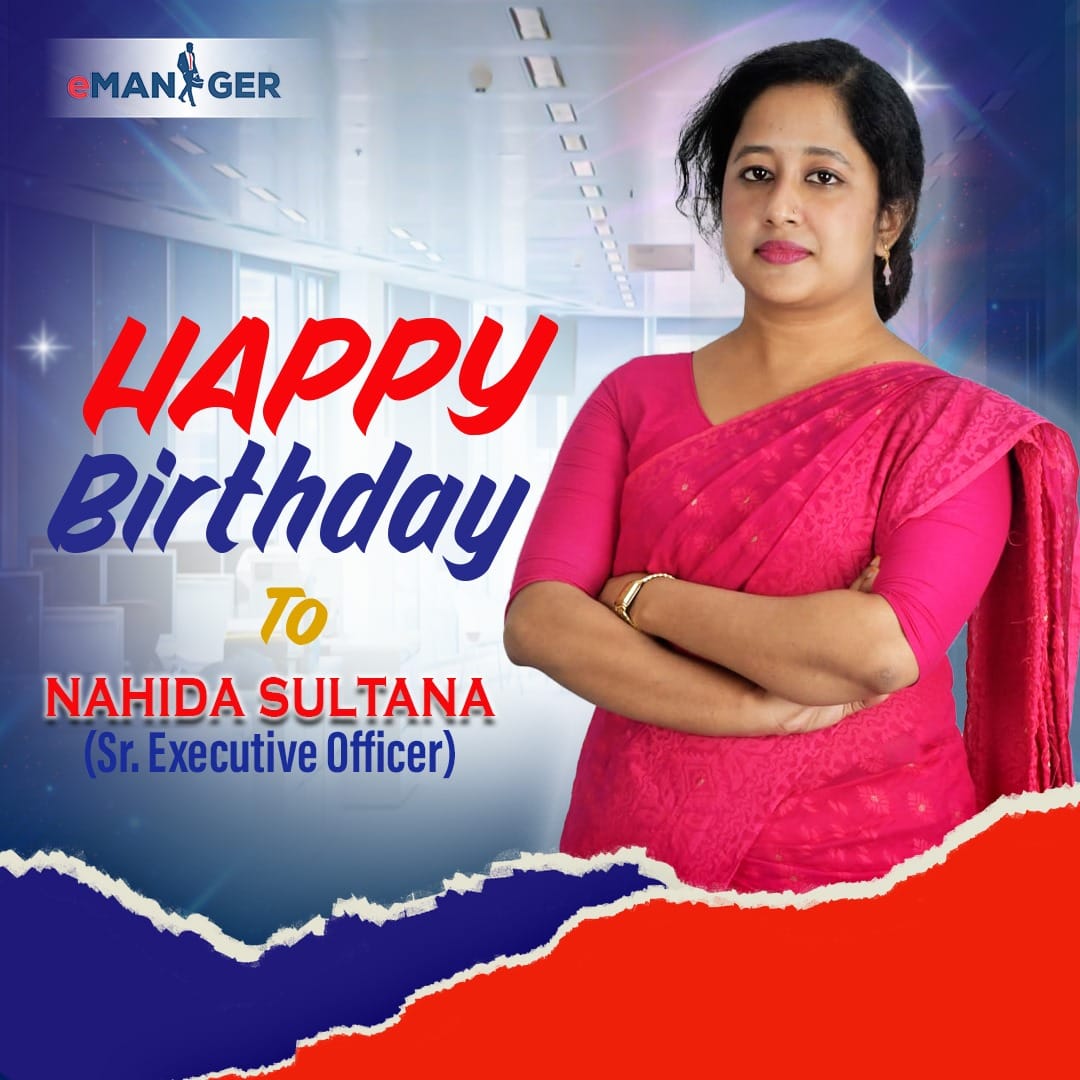 eMANAGER
HAPPY
Birthday
To
NAHIDA SULTANA
(Sr. Executive Officer)